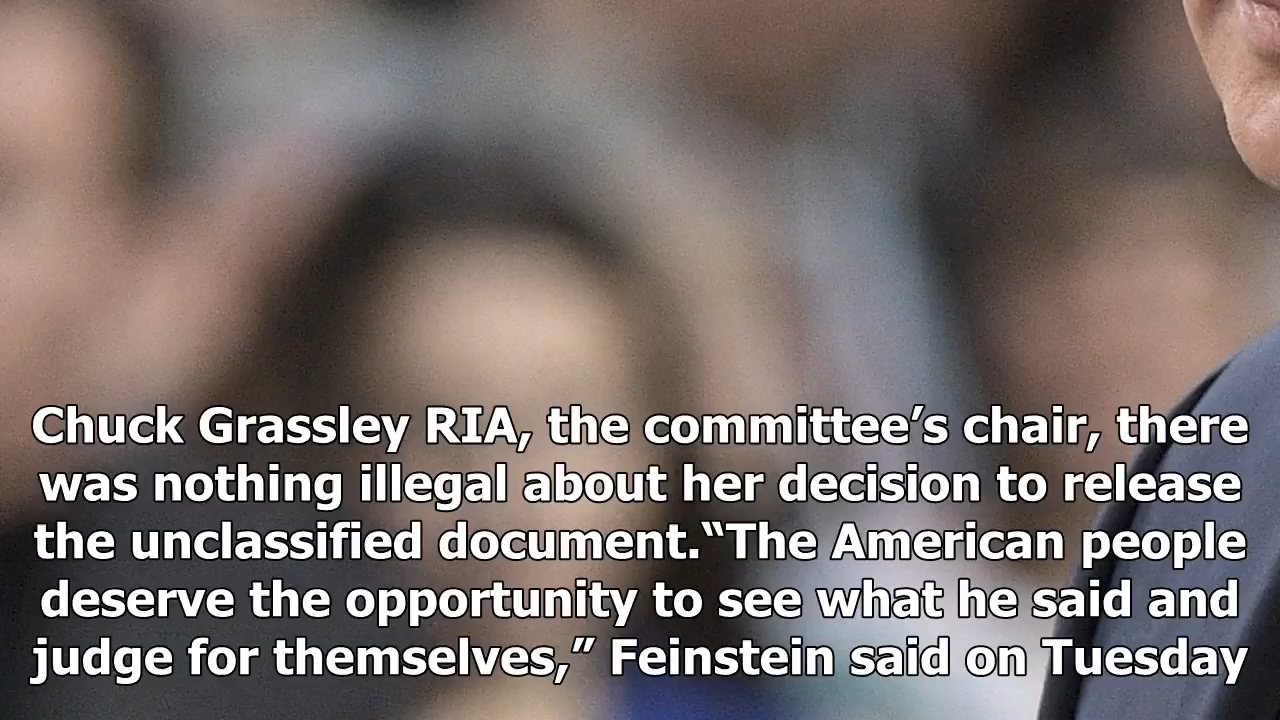 Chuck Grassley RIA, the committee’s chair, there
was nothing illegal about her decision to release
the unclassified document.“The American people
deserve the opportunity to see what he said and
judge for themselves,” Feinstein said on Tuesday